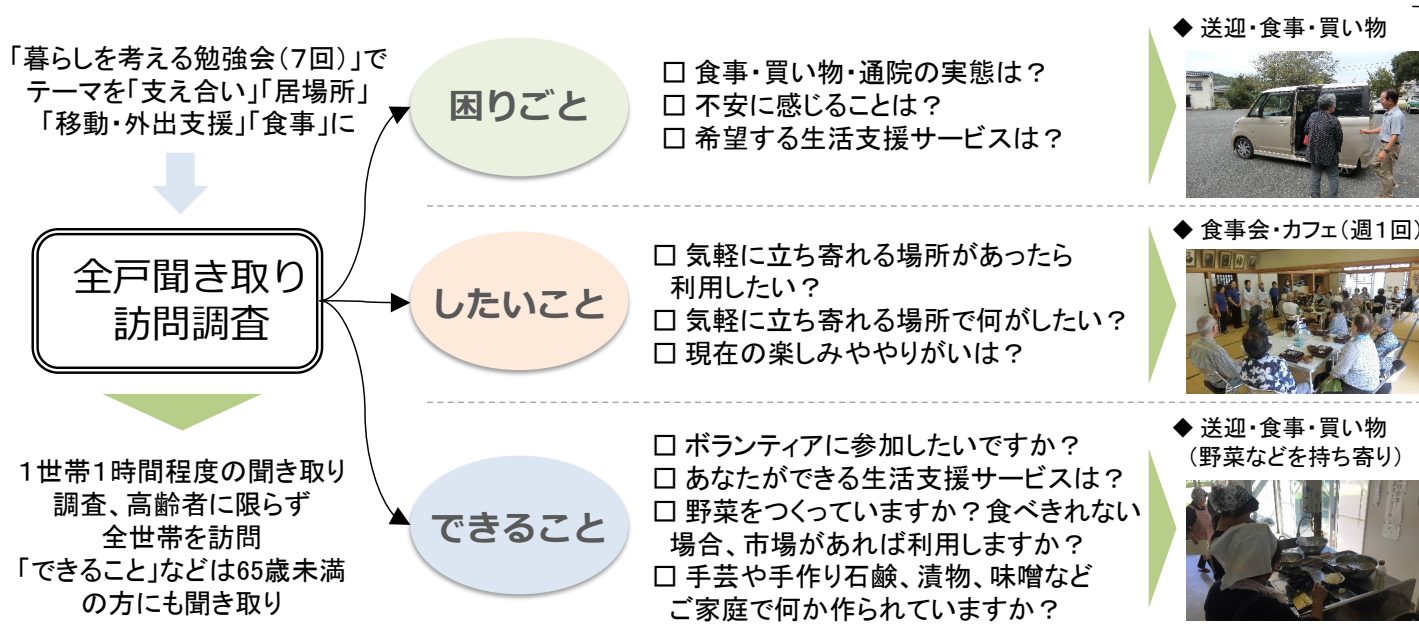 「暮らしを考える勉強会(7回)」で
テーマを「支え合い」「居場所」
「移動・外出支援」「食事」に
全戸聞き取り
訪問調査
1世帯1時間程度の聞き取り
調査、高齢者に限らず
全世帯を訪問
「できること」などは65歳未満
の方にも聞き取り
困りごと
□ 食事・買い物・通院の実態は?
□ 不安に感じることは?
□ 希望する生活支援サービスは?
◆ 送迎・食事・買い物
したいこと
□ 気軽に立ち寄れる場所があったら
利用したい?
□ 気軽に立ち寄れる場所で何がしたい?
□ 現在の楽しみややりがいは?
◆ 食事会・カフェ(週1回)
できること
□ ボランティアに参加したいですか?
□ あなたができる生活支援サービスは?
□ 野菜をつくっていますか?食べきれない
場合、市場があれば利用しますか?
□ 手芸や手作り石鹸、漬物、味噌など
ご家庭で何か作られていますか?
◆ 送迎・食事・買い物
(野菜などを持ち寄り)